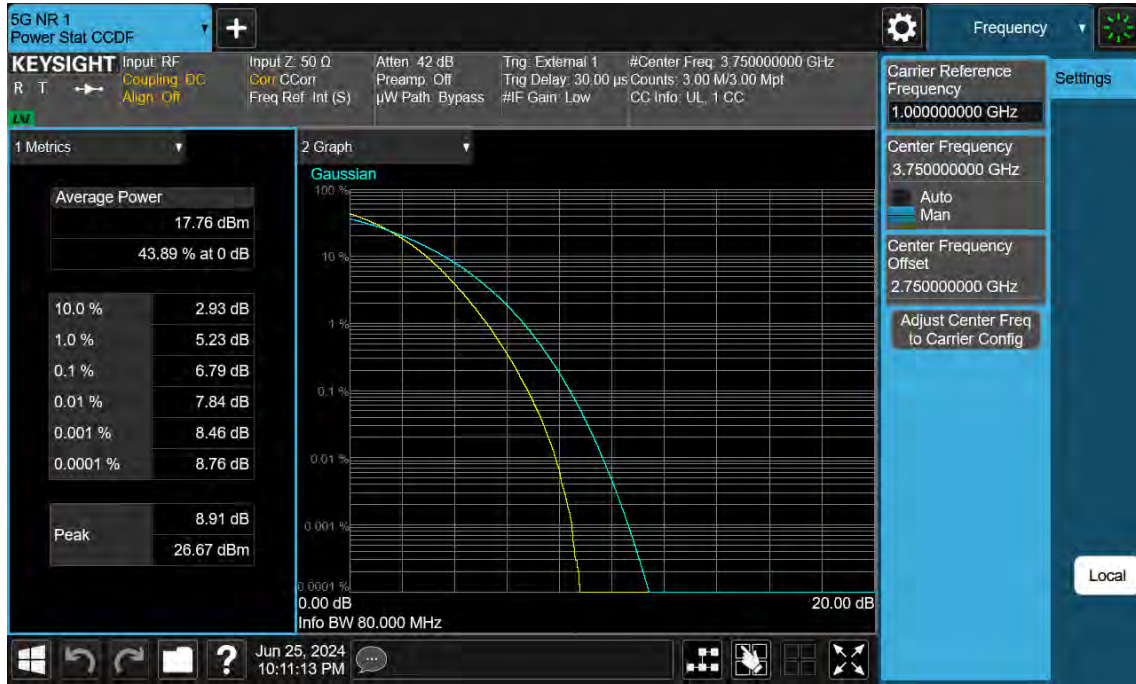 5G NR 1
Power Stat CCDF
+
Frequency
KEYSIGHT
R T
LXI
Input: RF
Coupling: DC
Align: Off
Input Z: 50 Ω
Corr CCorr
Freq Ref: Int (S)
Atten: 42 dB
Preamp: Off
µW Path: Bypass
Trig: External 1
Trig Delay: 30.00 µs
#IF Gain: Low
#Center Freq: 3.750000000 GHz
Counts: 3.00 M/3.00 Mpt
CC Info: UL, 1 CC
1 Metrics
Average Power
17.76 dBm
43.89 % at 0 dB
10.0 % 2.93 dB
1.0 % 5.23 dB
0.1 % 6.79 dB
0.01 % 7.84 dB
0.001 % 8.46 dB
0.0001 % 8.76 dB
Peak
8.91 dB
26.67 dBm
2 Graph
Gaussian
100 %
10 %
1 %
0.1 %
0.01 %
0.001 %
0.0001 %
0.00 dB
20.00 dB
Info BW 80.000 MHz
Carrier Reference
Frequency
1.000000000 GHz
Center Frequency
3.750000000 GHz
Auto
Man
Center Frequency
Offset
2.750000000 GHz
Adjust Center Freq
to Carrier Config
Settings
Local
?
Jun 25, 2024
10:11:13 PM